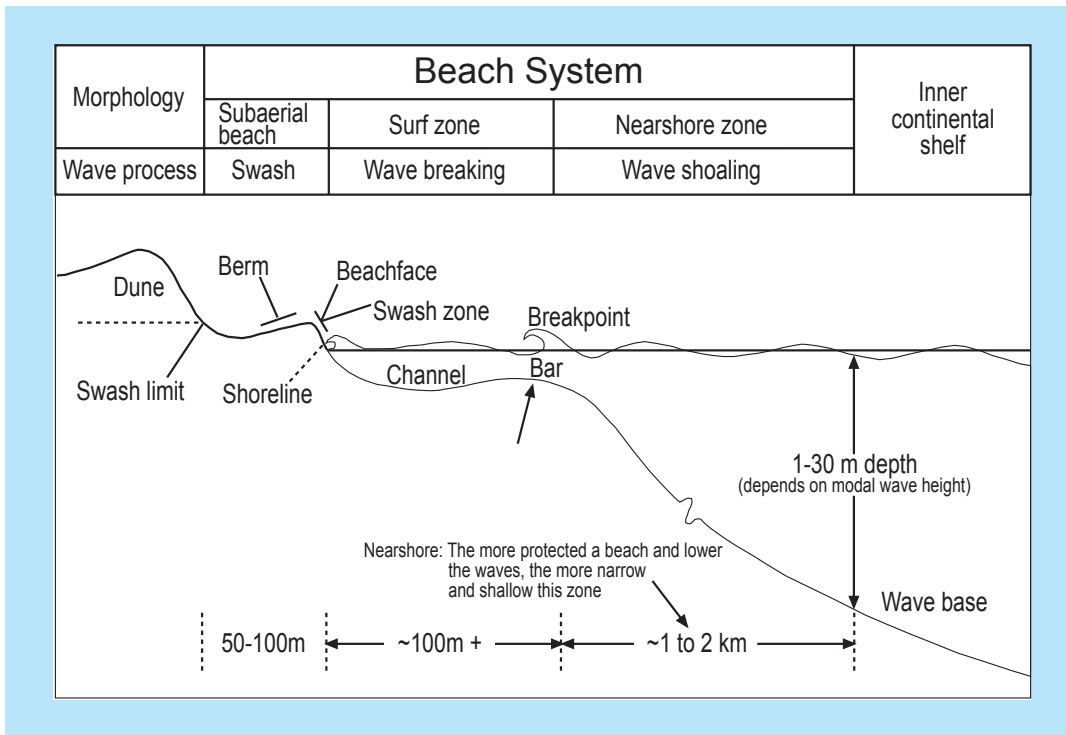 Morphology
Beach System
Inner
continental
shelf
Subaerial
beach
Surf zone
Nearshore zone
Wave process
Swash
Wave breaking
Wave shoaling
Dune
Berm
Beachface
Swash zone
Breakpoint
Swash limit
Shoreline
Channel
Bar
1-30 m depth
(depends on modal wave height)
Nearshore: The more protected a beach and lower
the waves, the more narrow
and shallow this zone
Wave base
50-100m
~100m +
~1 to 2 km